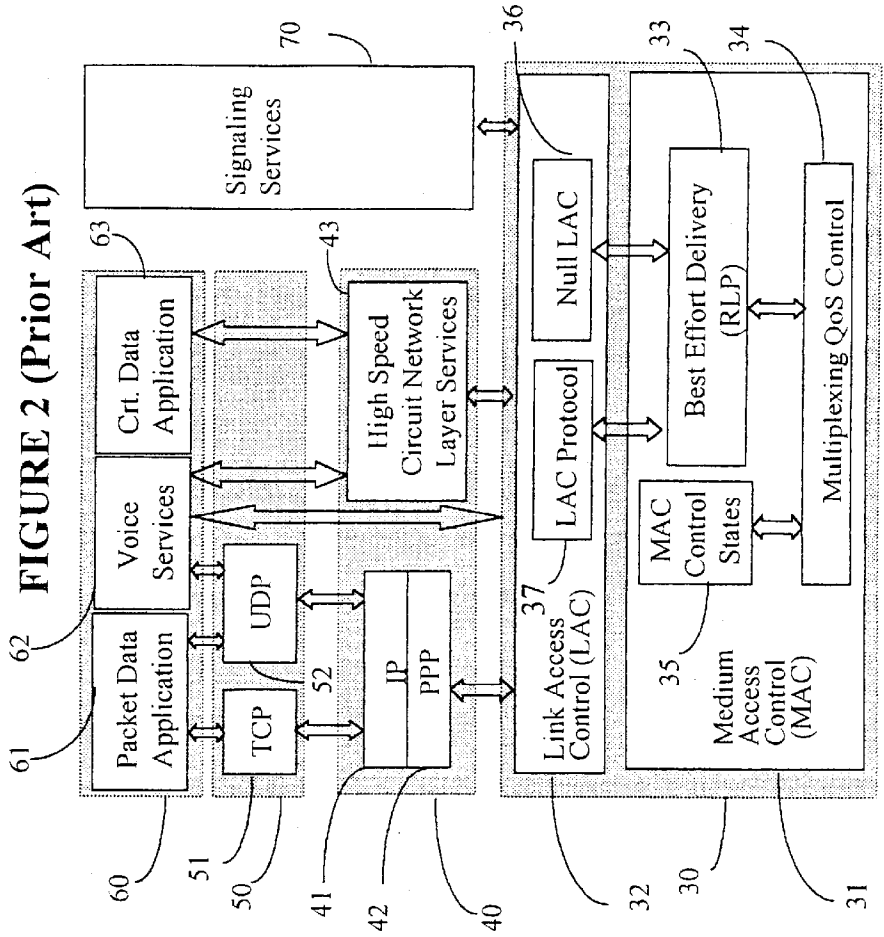 FIGURE 2 (Prior Art)
61
62
63
60
Packet Data
Application
Voice
Services
Crt. Data
Application
70
Signaling
Services
51
50
TCP
UDP
52
43
41
42
40
IP
PPP
High Speed
Circuit Network
Layer Services
36
32
Link Access
Control (LAC)
37
LAC Protocol
Null LAC
33
30
31
Medium
Access
Control
(MAC)
35
MAC
Control
States
Best Effort Delivery
(RLP)
34
Multiplexing QoS Control